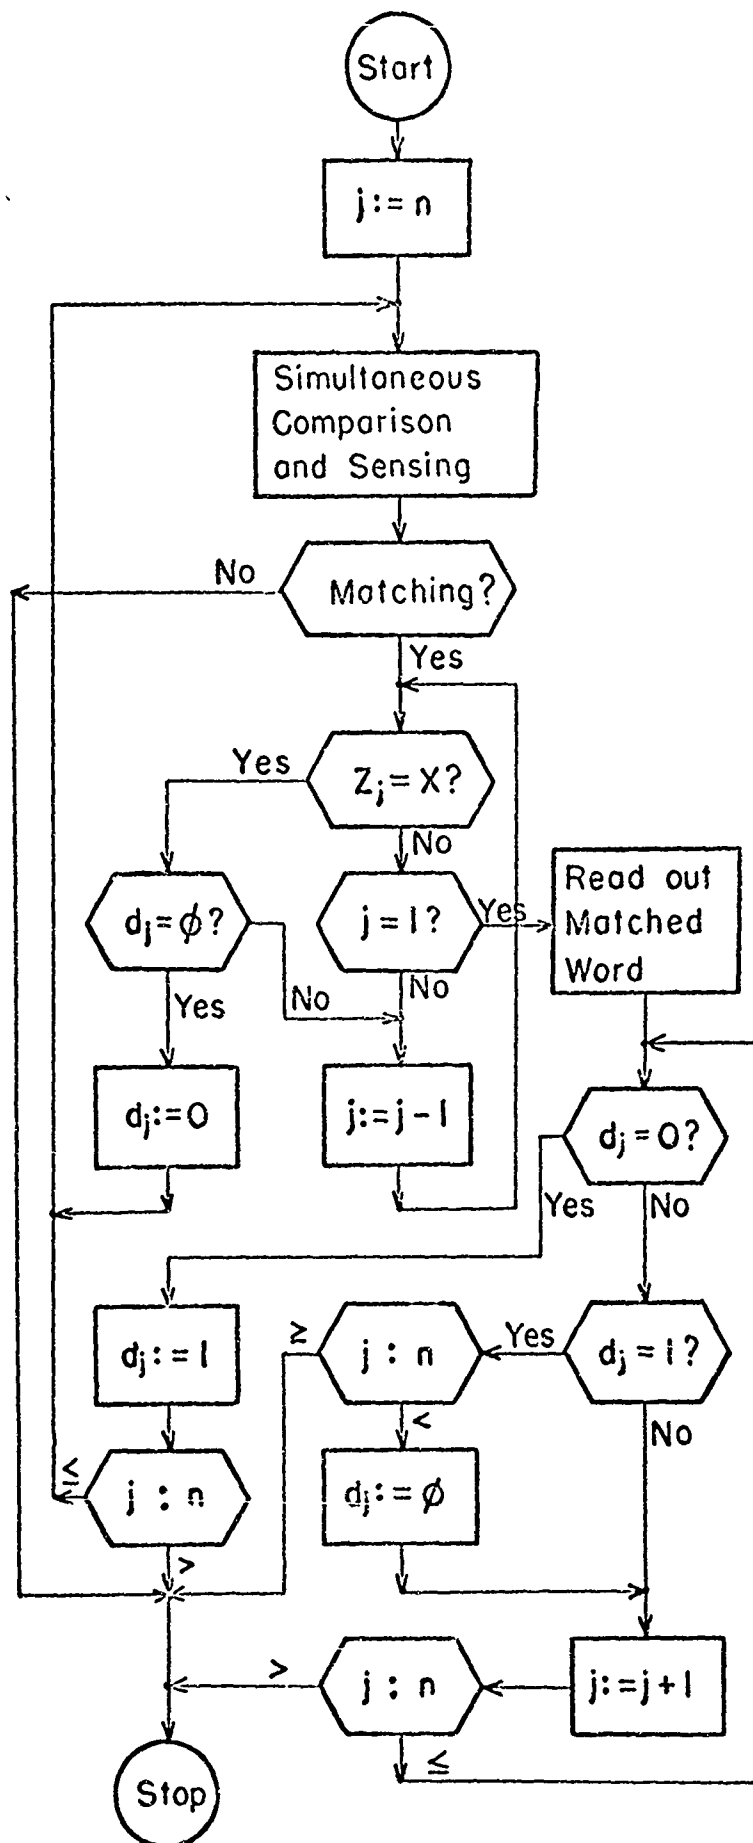 Start
j:= n
Simultaneous
Comparison
and Sensing
No
Matching?
Yes
Yes
Zj = X?
No
dj = ϕ?
j = 1?
Yes
Read out
Matched
Word
Yes
No
No
dj:= 0
j:= j - 1
dj = 0?
Yes
No
dj:= 1
≥
j : n
Yes
dj = 1?
<
No
≤
j : n
dj:= ϕ
>
>
j : n
j:= j + 1
≤
Stop